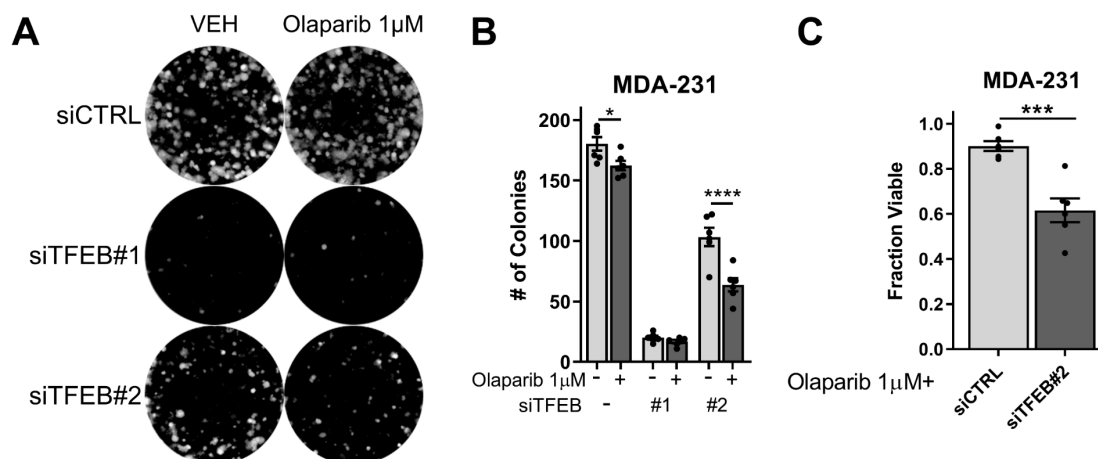 A
VEH
Olaparib 1µM
siCTRL
siTFEB#1
siTFEB#2
B
MDA-231
# of Colonies
200
150
100
50
0
*
****
Olaparib 1µM - + - + - +
siTFEB - #1 #2
C
MDA-231
Fraction Viable
1.0
0.8
0.6
0.4
0.2
0.0
***
Olaparib 1µM+
siCTRL
siTFEB#2